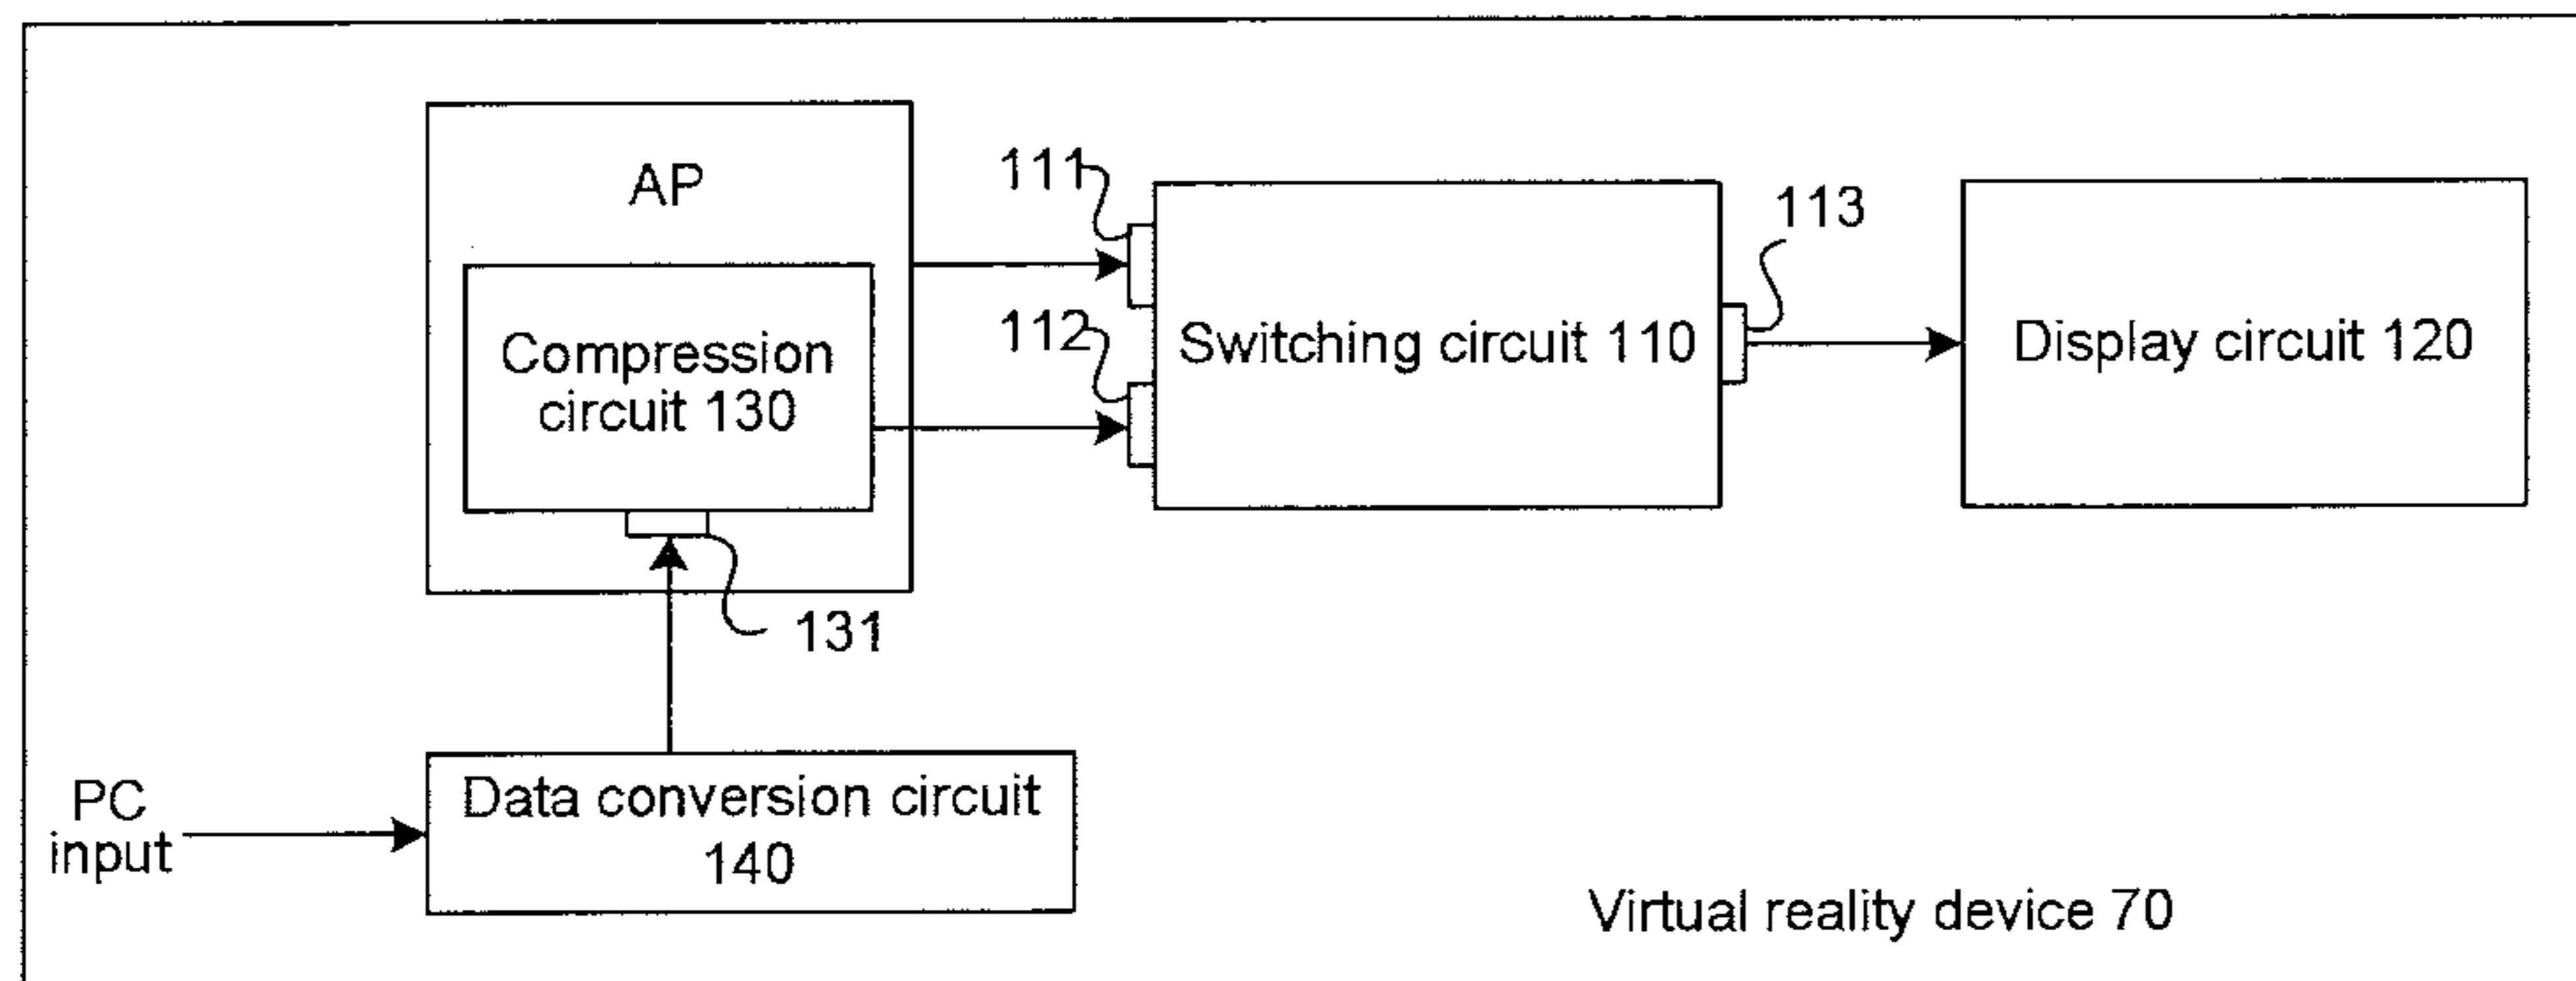 AP
Compression
circuit 130
111
112
Switching circuit 110
113
Display circuit 120
131
PC
input
Data conversion circuit
140
Virtual reality device 70